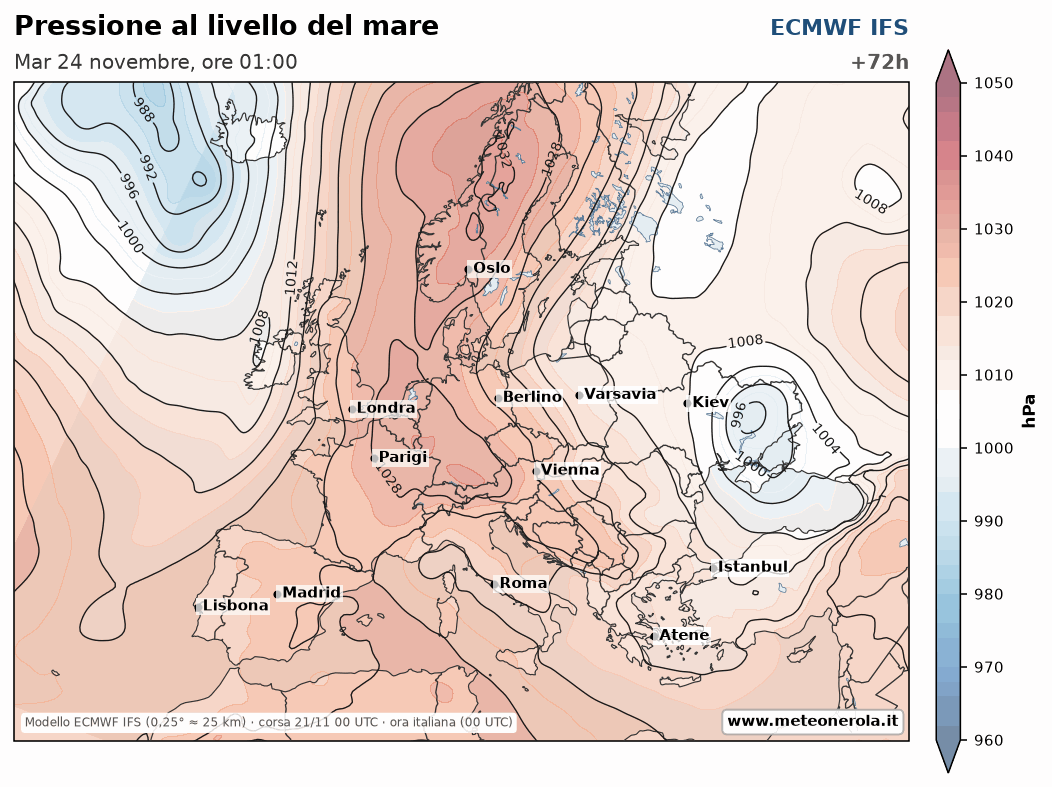 Pressione al livello del mare
ECMWF IFS
Mar 24 novembre, ore 01:00
+72h
988
992
996
1000
1012
1008
1032
1028
1008
Oslo
1008
996
1004
1000
Berlino
Varsavia
Kiev
Londra
Parigi
1028
Vienna
Istanbul
Roma
Madrid
Lisbona
Atene
1050
1040
1030
1020
1010
1000
990
980
970
960
hPa
Modello ECMWF IFS (0,25° ≈ 25 km) · corsa 21/11 00 UTC · ora italiana (00 UTC)
www.meteonerola.it